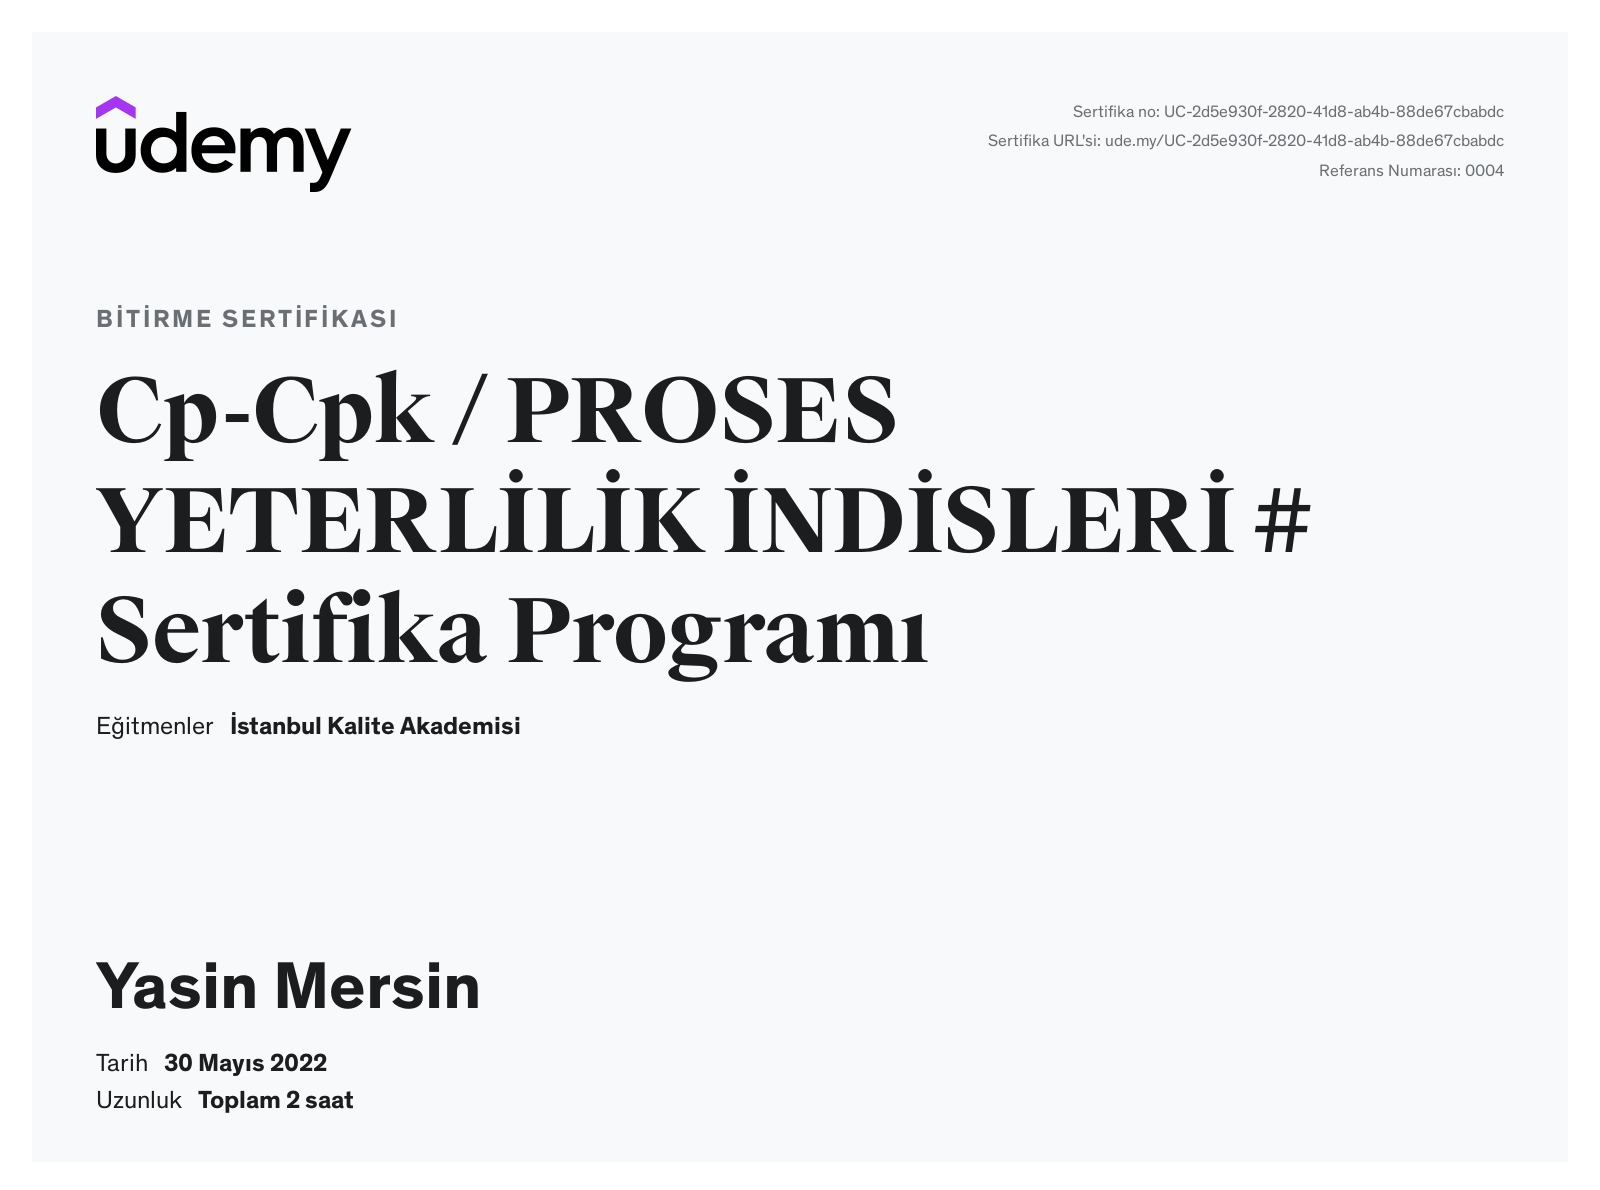 udemy
Sertifika no: UC-2d5e930f-2820-41d8-ab4b-88de67cbabdc
Sertifika URL'si: ude.my/UC-2d5e930f-2820-41d8-ab4b-88de67cbabdc
Referans Numarası: 0004
BİTİRME SERTİFİKASI
Cp-Cpk / PROSES
YETERLİLİK İNDİSLERİ #
Sertifika Programı
Eğitmenler İstanbul Kalite Akademisi
Yasin Mersin
Tarih 30 Mayıs 2022
Uzunluk Toplam 2 saat